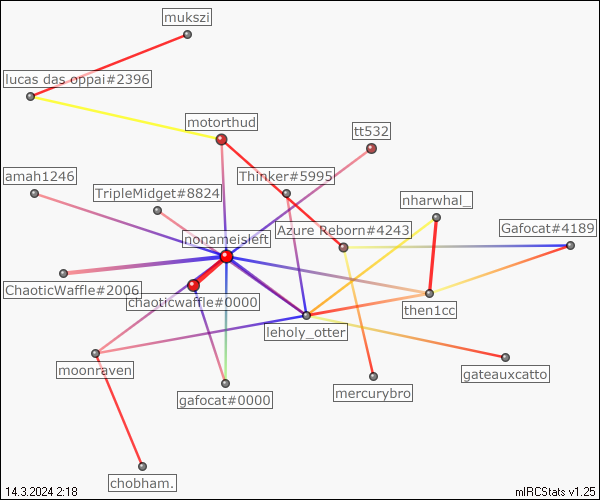 mukszi
lucas das oppai#2396
motorthud
tt532
amah1246
Thinker#5995
TripleMidget#8824
nharwhal_
Azure Reborn#4243
Gafocat#4189
nonameisleft
ChaoticWaffle#2006
chaoticwaffle#0000
then1cc
leholy_otter
moonraven
gateauxcatto
mercurybro
gafocat#0000
chobham.
14.3.2024 2:18
mIRCStats v1.25